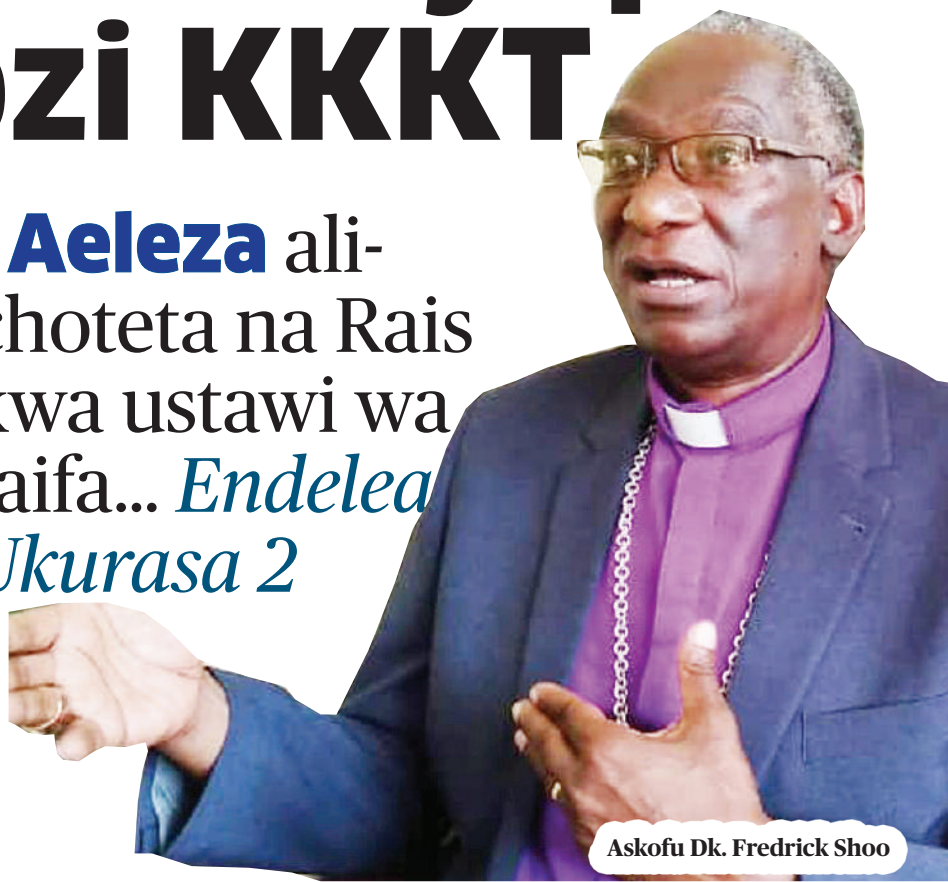 ozi KKKT
Aeleza ali-
choteta na Rais
kwa ustawi wa
aifa... Endelea
Ukurasa 2
Askofu Dk. Fredrick Shoo